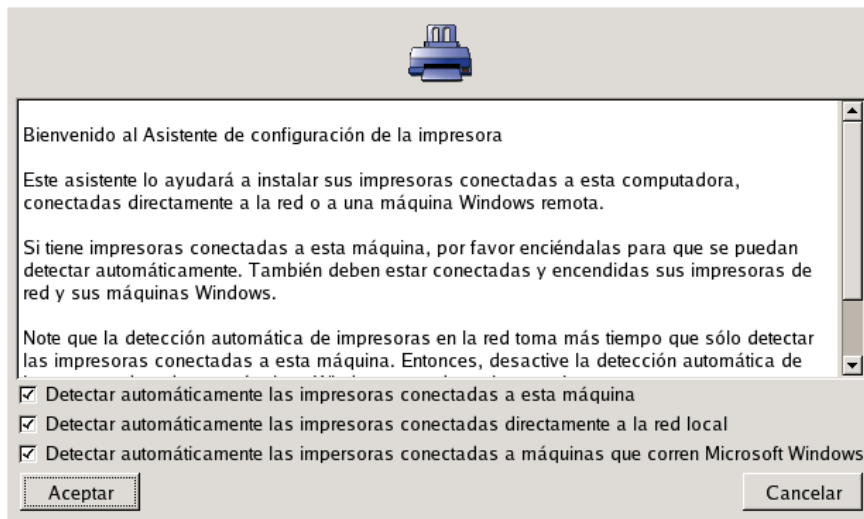 Bienvenido al Asistente de configuración de la impresora
Este asistente lo ayudará a instalar sus impresoras conectadas a esta computadora,
conectadas directamente a la red o a una máquina Windows remota.
Si tiene impresoras conectadas a esta máquina, por favor enciéndalas para que se puedan
detectar automáticamente. También deben estar conectadas y encendidas sus impresoras de
red y sus máquinas Windows.
Note que la detección automática de impresoras en la red toma más tiempo que sólo detectar
las impresoras conectadas a esta máquina. Entonces, desactive la detección automática de
Detectar automáticamente las impresoras conectadas a esta máquina
Detectar automáticamente las impresoras conectadas directamente a la red local
Detectar automáticamente las impersoras conectadas a máquinas que corren Microsoft Windows
Aceptar
Cancelar